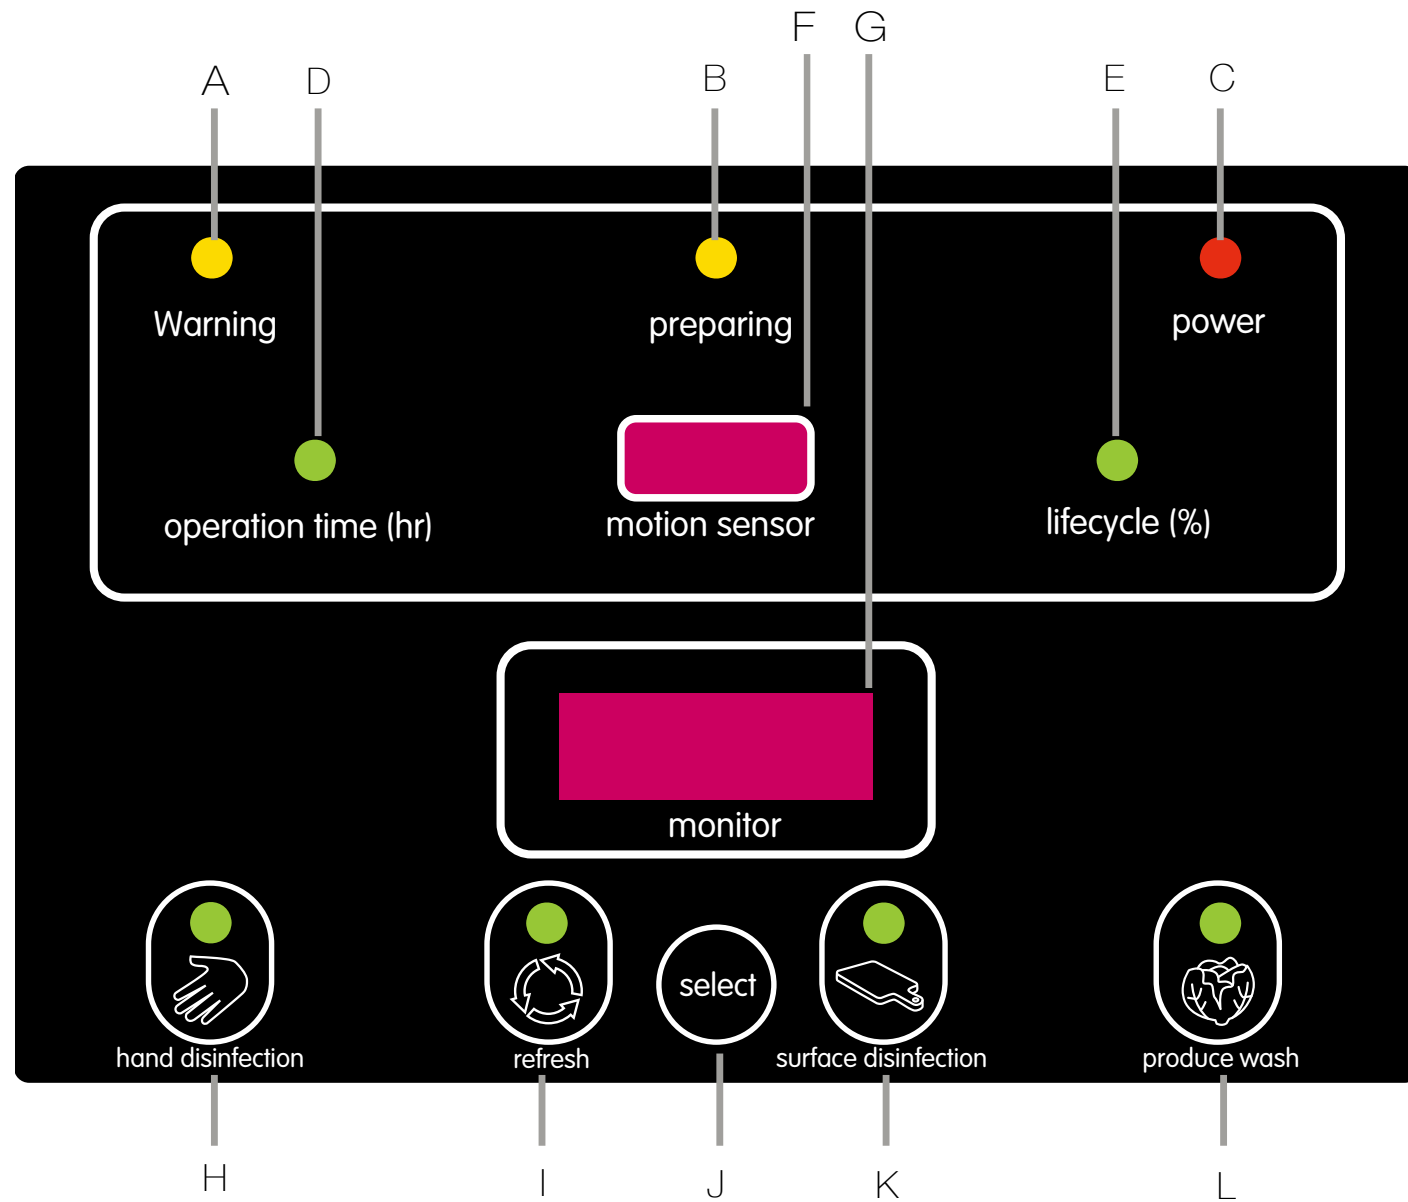 F G
A D B E C
Warning preparing power
operation time (hr) motion sensor lifecycle (%)
monitor
select
hand disinfection refresh surface disinfection produce wash
H I J K L